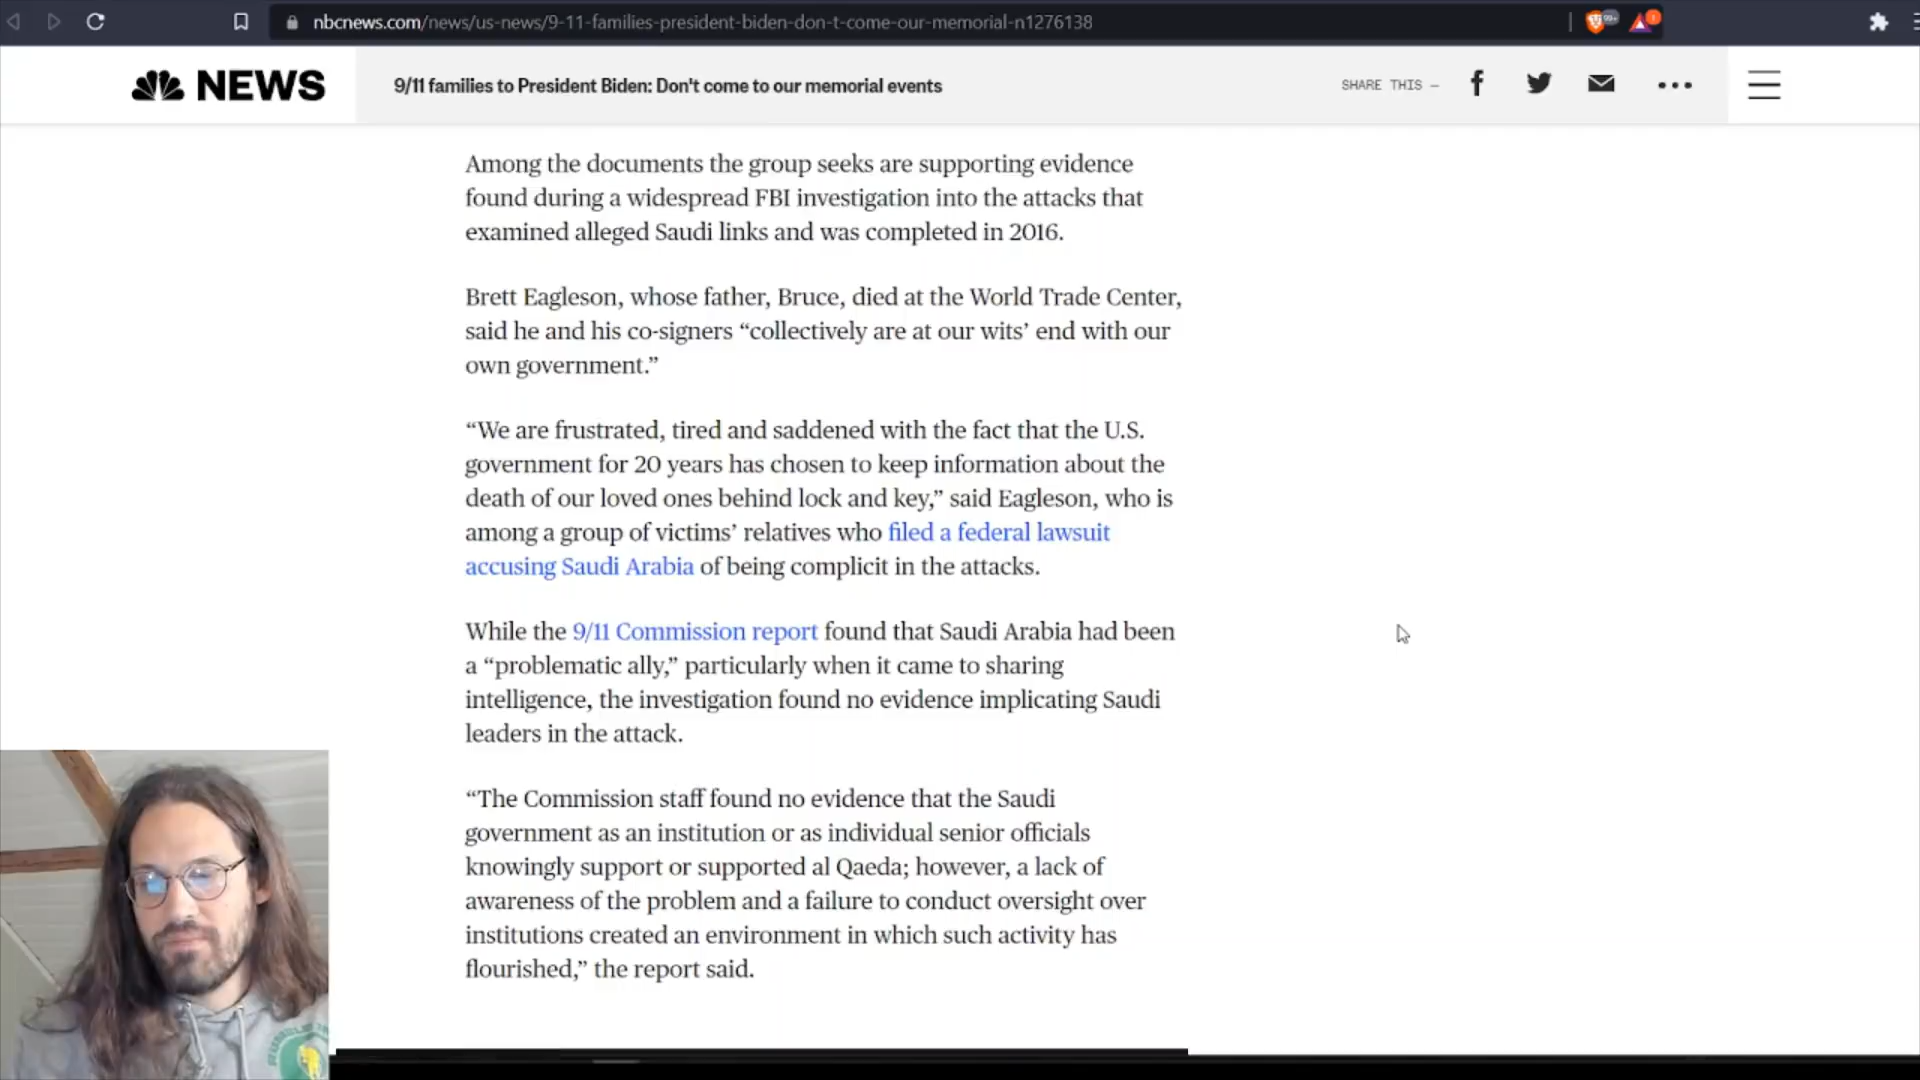 nbcnews.com/news/us-news/9-11-families-president-biden-don-t-come-our-memorial-n1276138
99+
1
NEWS
9/11 families to President Biden: Don't come to our memorial events
SHARE THIS —
Among the documents the group seeks are supporting evidence
found during a widespread FBI investigation into the attacks that
examined alleged Saudi links and was completed in 2016.
Brett Eagleson, whose father, Bruce, died at the World Trade Center,
said he and his co-signers “collectively are at our wits’ end with our
own government.”
“We are frustrated, tired and saddened with the fact that the U.S.
government for 20 years has chosen to keep information about the
death of our loved ones behind lock and key,” said Eagleson, who is
among a group of victims’ relatives who filed a federal lawsuit
accusing Saudi Arabia of being complicit in the attacks.
While the 9/11 Commission report found that Saudi Arabia had been
a “problematic ally,” particularly when it came to sharing
intelligence, the investigation found no evidence implicating Saudi
leaders in the attack.
“The Commission staff found no evidence that the Saudi
government as an institution or as individual senior officials
knowingly support or supported al Qaeda; however, a lack of
awareness of the problem and a failure to conduct oversight over
institutions created an environment in which such activity has
flourished,” the report said.